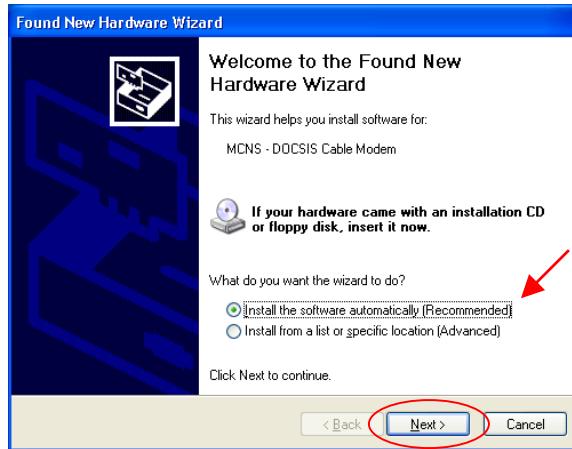 Found New Hardware Wizard
Welcome to the Found New
Hardware Wizard
This wizard helps you install software for:
MCNS - DOCSIS Cable Modem
If your hardware came with an installation CD
or floppy disk, insert it now.
What do you want the wizard to do?
Install the software automatically (Recommended)
Install from a list or specific location (Advanced)
Click Next to continue.
< Back
Next >
Cancel